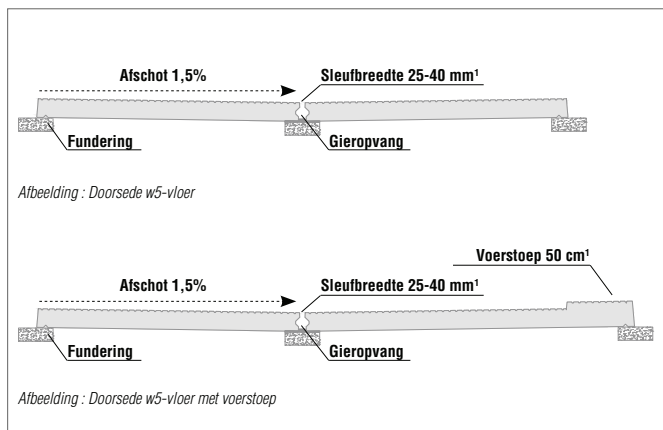 Afschot 1,5%
Sleufbreedte 25-40 mm¹
Fundering
Gieropvang
Afbeelding : Doorsede w5-vloer
Voerstoep 50 cm¹
Afschot 1,5%
Sleufbreedte 25-40 mm¹
Fundering
Gieropvang
Afbeelding : Doorsede w5-vloer met voerstoep